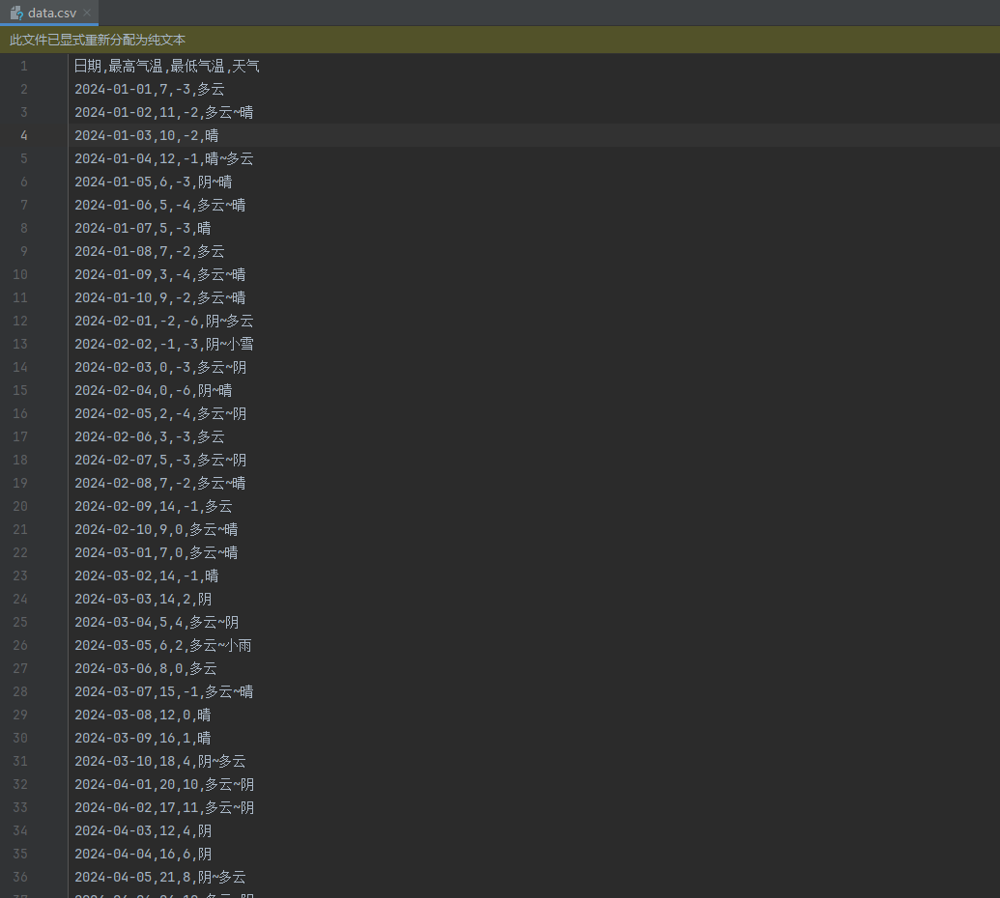 data.csv
此文件已显式重新分配为纯文本
1 日期,最高气温,最低气温,天气
2 2024-01-01,7,-3,多云
3 2024-01-02,11,-2,多云~晴
4 2024-01-03,10,-2,晴
5 2024-01-04,12,-1,晴~多云
6 2024-01-05,6,-3,阴~晴
7 2024-01-06,5,-4,多云~晴
8 2024-01-07,5,-3,晴
9 2024-01-08,7,-2,多云
10 2024-01-09,3,-4,多云~晴
11 2024-01-10,9,-2,多云~晴
12 2024-02-01,-2,-6,阴~多云
13 2024-02-02,-1,-3,阴~小雪
14 2024-02-03,0,-3,多云~阴
15 2024-02-04,0,-6,阴~晴
16 2024-02-05,2,-4,多云~阴
17 2024-02-06,3,-3,多云
18 2024-02-07,5,-3,多云~阴
19 2024-02-08,7,-2,多云~晴
20 2024-02-09,14,-1,多云
21 2024-02-10,9,0,多云~晴
22 2024-03-01,7,0,多云~晴
23 2024-03-02,14,-1,晴
24 2024-03-03,14,2,阴
25 2024-03-04,5,4,多云~阴
26 2024-03-05,6,2,多云~小雨
27 2024-03-06,8,0,多云
28 2024-03-07,15,-1,多云~晴
29 2024-03-08,12,0,晴
30 2024-03-09,16,1,晴
31 2024-03-10,18,4,阴~多云
32 2024-04-01,20,10,多云~阴
33 2024-04-02,17,11,多云~阴
34 2024-04-03,12,4,阴
35 2024-04-04,16,6,阴
36 2024-04-05,21,8,阴~多云